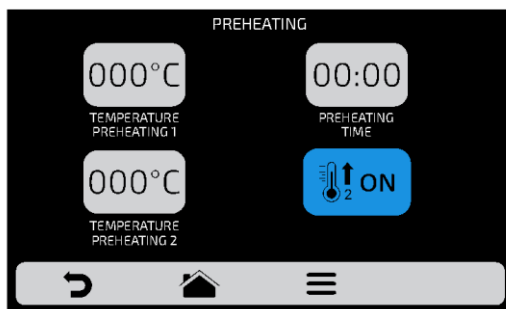 PREHEATING
000°C
TEMPERATURE
PREHEATING 1
00:00
PREHEATING
TIME
000°C
TEMPERATURE
PREHEATING 2
2 ON